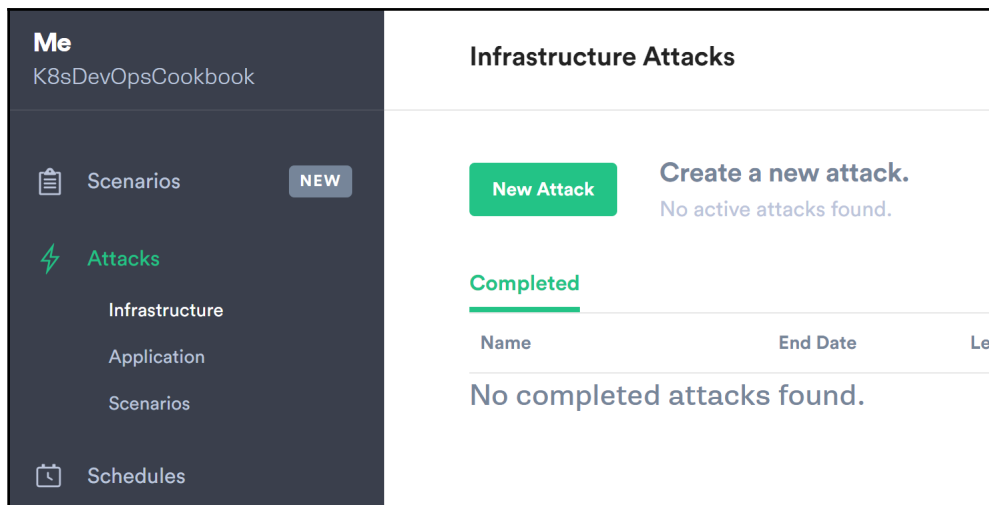 Me
K8sDevOpsCookbook
Scenarios NEW
Attacks
Infrastructure
Application
Scenarios
Schedules
Infrastructure Attacks
New Attack
Create a new attack.
No active attacks found.
Completed
Name End Date Le
No completed attacks found.